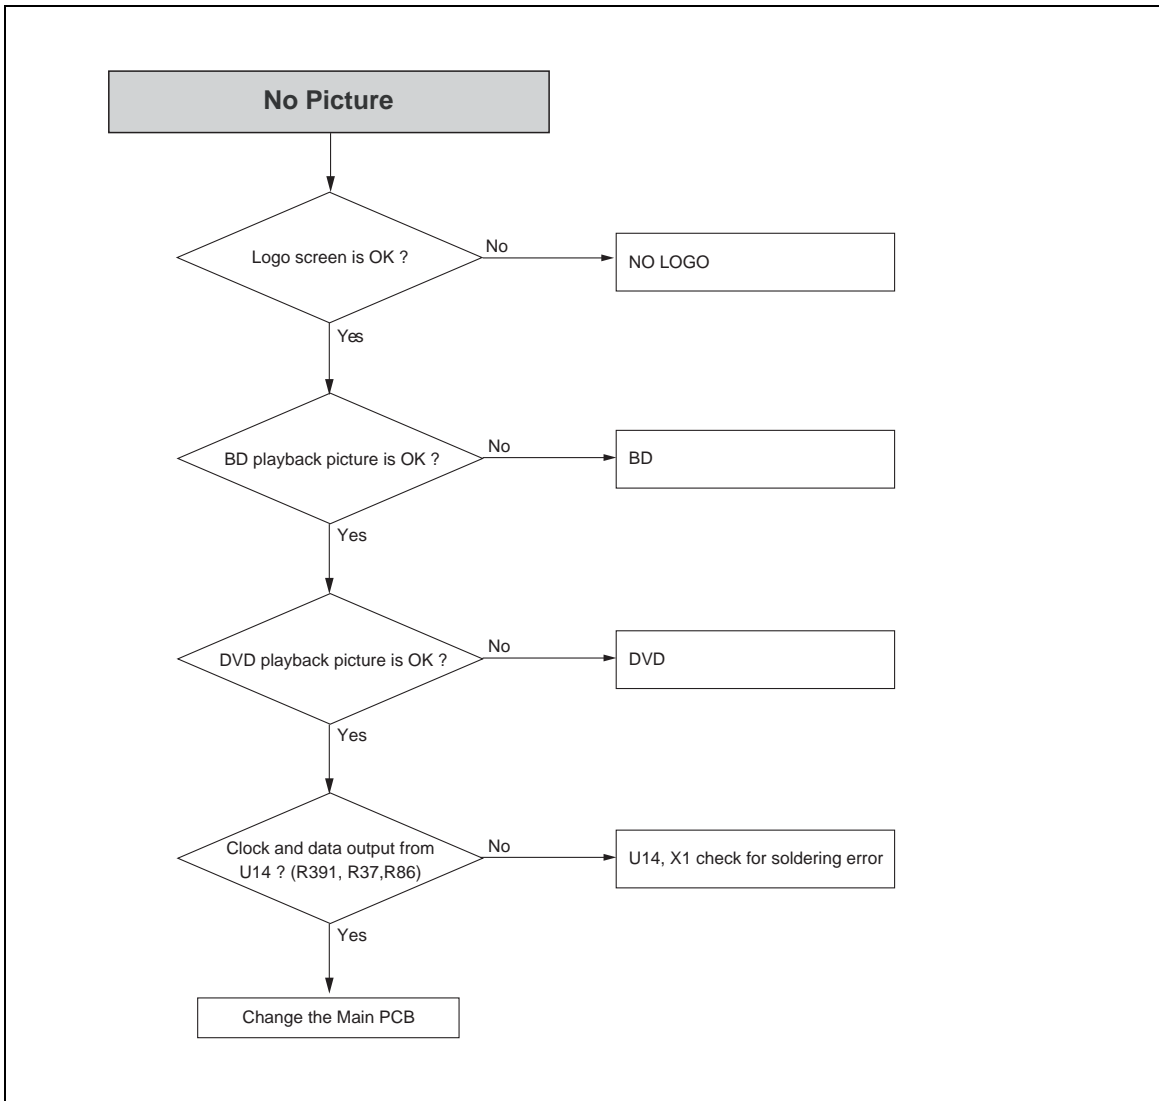 No Picture
Logo screen is OK ?
No
NO LOGO
Yes
BD playback picture is OK ?
No
BD
Yes
DVD playback picture is OK ?
No
DVD
Yes
Clock and data output from
U14 ? (R391, R37,R86)
No
U14, X1 check for soldering error
Yes
Change the Main PCB